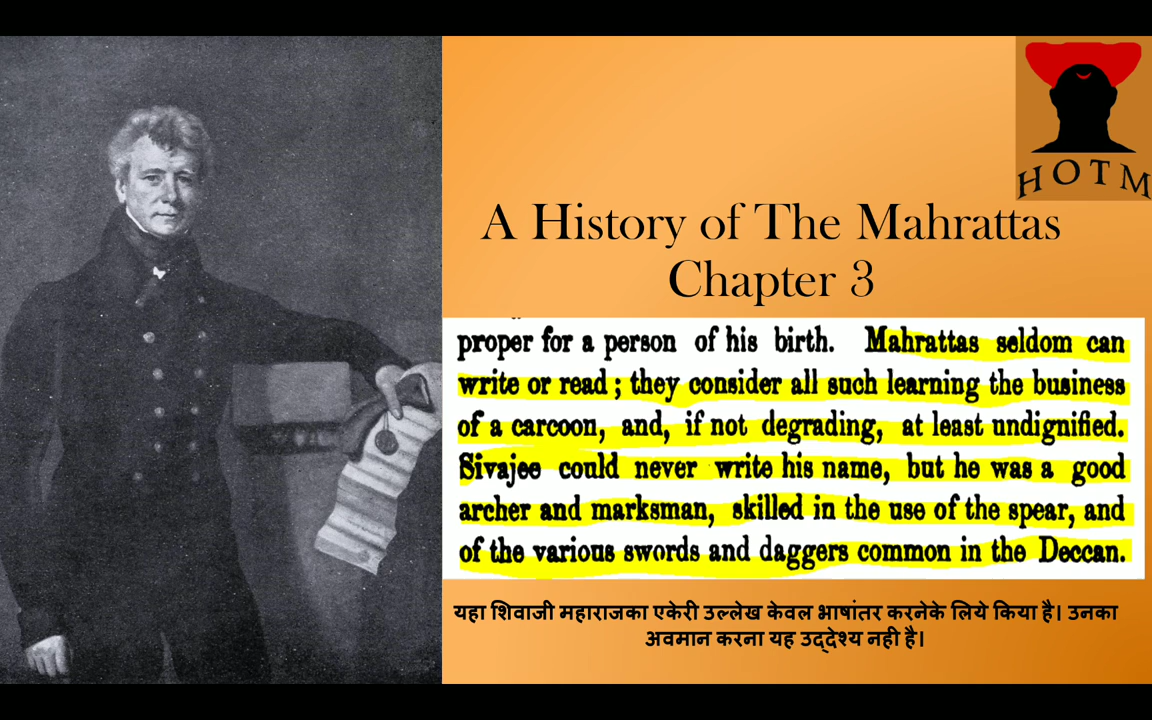 HOTM
A History of The Mahrattas
Chapter 3
proper for a person of his birth. Mahrattas seldom can
write or read ; they consider all such learning the business
of a carcoon, and, if not degrading, at least undignified.
Sivajee could never write his name, but he was a good
archer and marksman, skilled in the use of the spear, and
of the various swords and daggers common in the Deccan.
यहा शिवाजी महाराजका एकेरी उल्लेख केवल भाषांतर करनेके लिये किया है। उनका
अवमान करना यह उद्देश्य नही है।